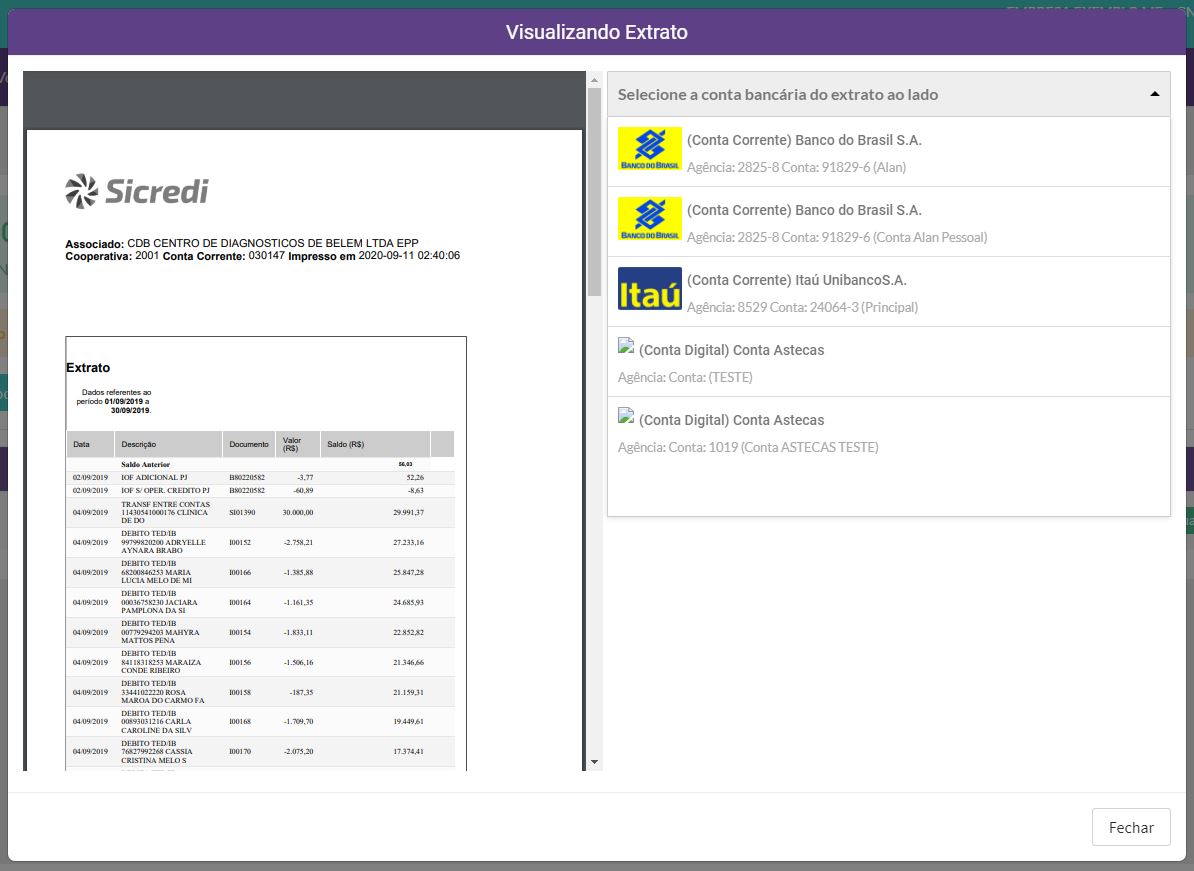 Visualizando Extrato
Sicredi
Associado: CDB CENTRO DE DIAGNOSTICOS DE BELEM LTDA EPP
Cooperativa: 2001 Conta Corrente: 030147 Impresso em 2020-09-11 02:40:06
Extrato
Dados referentes ao
período 01/09/2019 a
30/09/2019.
Data Descrição Documento Valor (R$) Saldo (R$)
Saldo Anterior 56,03
02/09/2019 IOF ADICIONAL PJ B80220582 -3,77 52,26
02/09/2019 IOF S/ OPER. CREDITO PJ B80220582 -60,89 -8,63
TRANSF ENTRE CONTAS
04/09/2019 11430541000176 CLINICA SI01390 30.000,00 29.991,37
DE DO
DEBITO TED/IB
04/09/2019 99799820200 ADRYELLE I00152 -2.758,21 27.233,16
AYNARA BRABO
DEBITO TED/IB
04/09/2019 68200846253 MARIA I00166 -1.385,88 25.847,28
LUCIA MELO DE MI
DEBITO TED/IB
04/09/2019 00036758230 JACIARA I00164 -1.161,35 24.685,93
PAMPLONA DA SI
DEBITO TED/IB
04/09/2019 00779294203 MAHYRA I00154 -1.833,11 22.852,82
MATTOS PENA
DEBITO TED/IB
04/09/2019 84118318253 MARAIZA I00156 -1.506,16 21.346,66
CONDE RIBEIRO
DEBITO TED/IB
04/09/2019 33441022220 ROSA I00158 -187,35 21.159,31
MAROA DO CARMO FA
DEBITO TED/IB
04/09/2019 00893031216 CARLA I00168 -1.709,70 19.449,61
CAROLINE DA SILV
DEBITO TED/IB
04/09/2019 76827992268 CASSIA I00170 -2.075,20 17.374,41
CRISTINA MELO S
Selecione a conta bancária do extrato ao lado
BANCO DO BRASIL
(Conta Corrente) Banco do Brasil S.A.
Agência: 2825-8 Conta: 91829-6 (Alan)
BANCO DO BRASIL
(Conta Corrente) Banco do Brasil S.A.
Agência: 2825-8 Conta: 91829-6 (Conta Alan Pessoal)
Itaú
(Conta Corrente) Itaú UnibancoS.A.
Agência: 8529 Conta: 24064-3 (Principal)
(Conta Digital) Conta Astecas
Agência: Conta: (TESTE)
(Conta Digital) Conta Astecas
Agência: Conta: 1019 (Conta ASTECAS TESTE)
Fechar